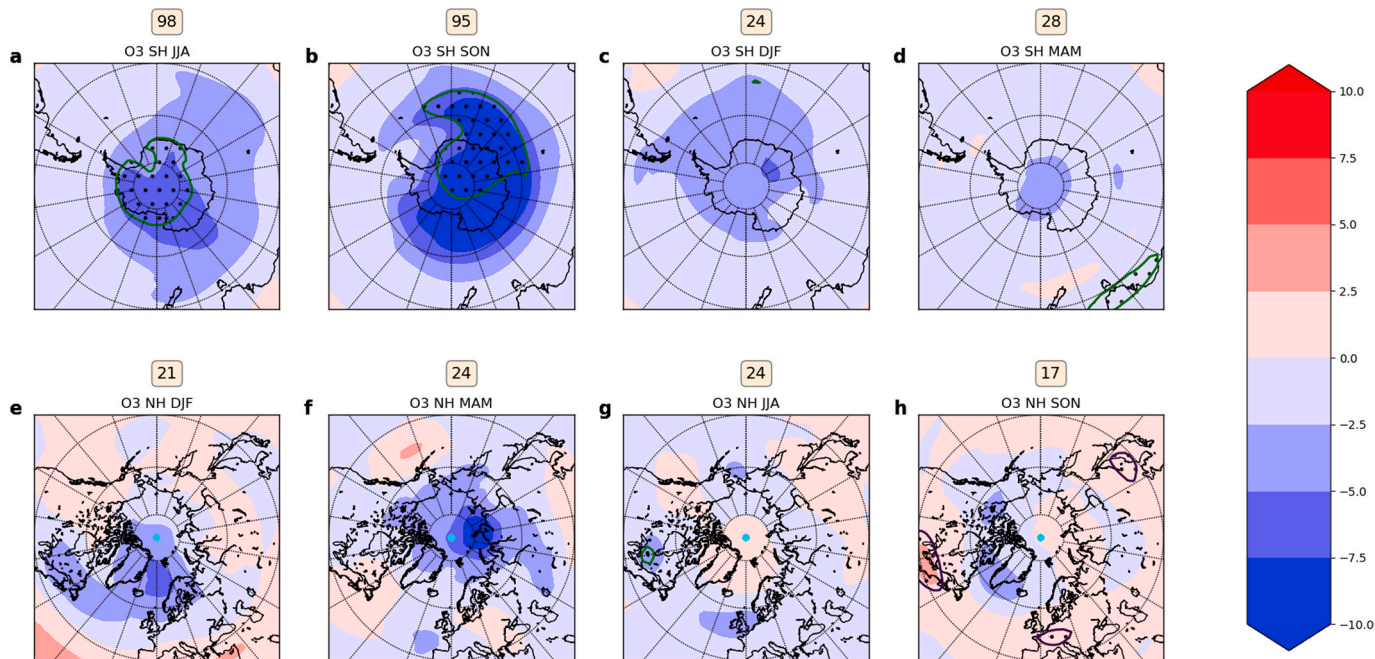 98 95 24 28
a O3 SH JJA b O3 SH SON c O3 SH DJF d O3 SH MAM
21 24 24 17
e O3 NH DJF f O3 NH MAM g O3 NH JJA h O3 NH SON
10.0
7.5
5.0
2.5
0.0
−2.5
−5.0
−7.5
−10.0